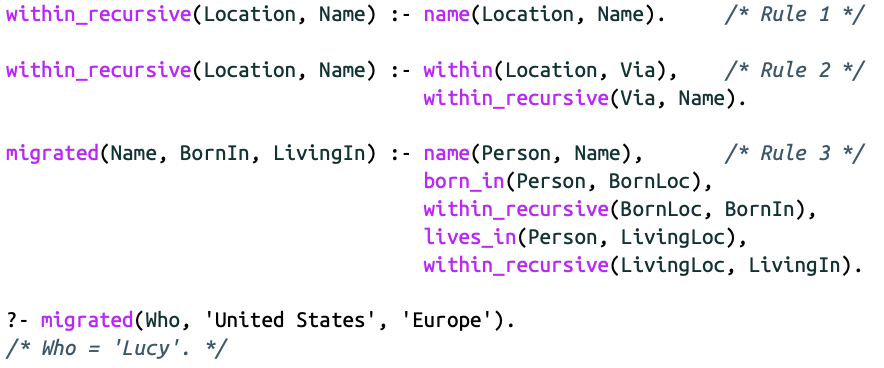 within_recursive(Location, Name) :- name(Location, Name).     /* Rule 1 */
within_recursive(Location, Name) :- within(Location, Via),    /* Rule 2 */
                                    within_recursive(Via, Name).
migrated(Name, BornIn, LivingIn) :- name(Person, Name),       /* Rule 3 */
                                    born_in(Person, BornLoc),
                                    within_recursive(BornLoc, BornIn),
                                    lives_in(Person, LivingLoc),
                                    within_recursive(LivingLoc, LivingIn).
?- migrated(Who, 'United States', 'Europe').
/* Who = 'Lucy'. */